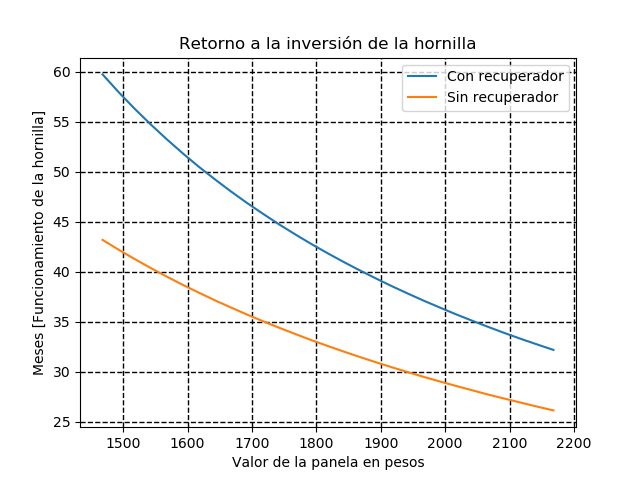 Retorno a la inversión de la hornilla
Con recuperador
Sin recuperador
60
55
50
45
40
35
30
25
Meses [Funcionamiento de la hornilla]
1500 1600 1700 1800 1900 2000 2100 2200
Valor de la panela en pesos